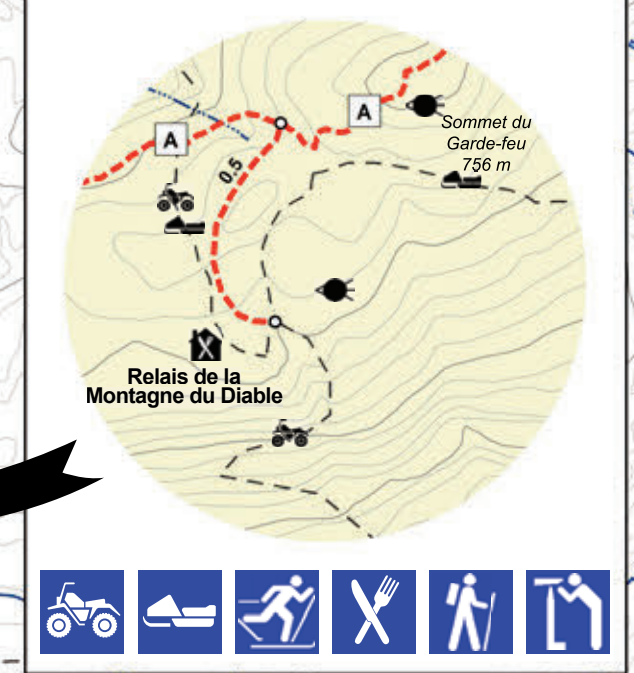 A
A
Sommet du
Garde-feu
756 m
0,5
Relais de la
Montagne du Diable